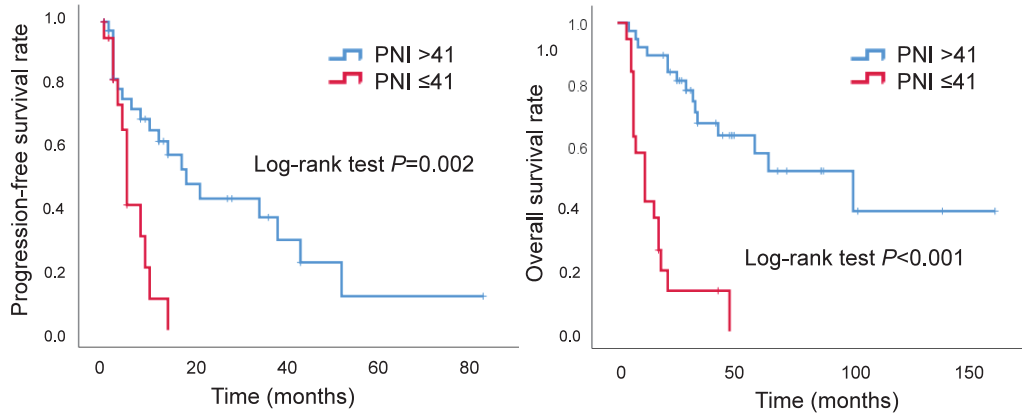 Progression-free survival rate
1.0
0.8
0.6
0.4
0.2
0.0
PNI >41
PNI ≤41
Log-rank test P=0.002
0 20 40 60 80
Time (months)
Overall survival rate
1.0
0.8
0.6
0.4
0.2
0.0
PNI >41
PNI ≤41
Log-rank test P<0.001
0 50 100 150
Time (months)